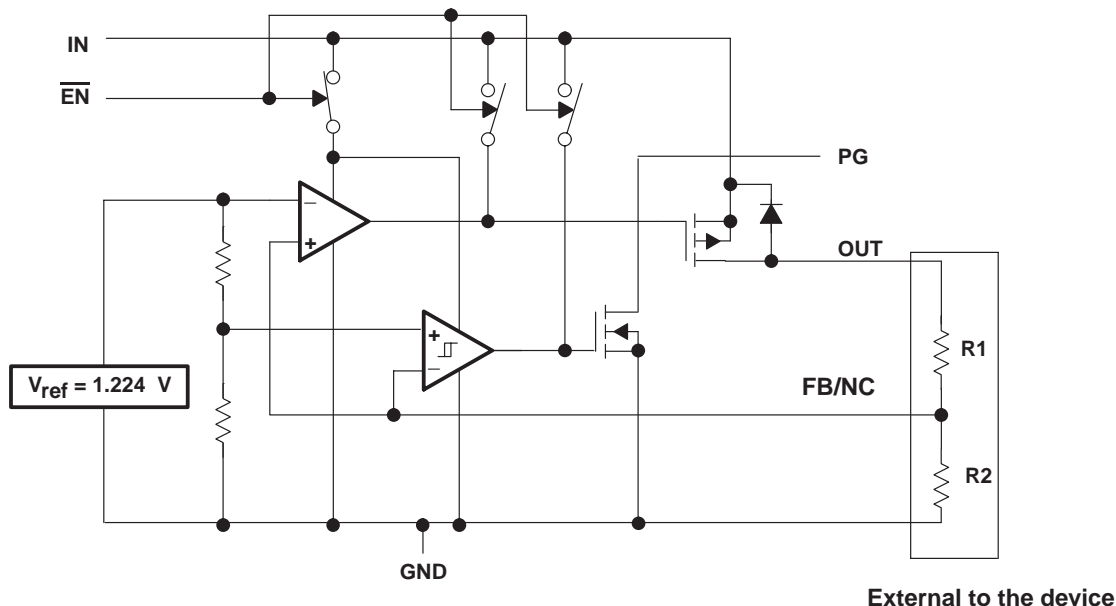 IN
EN
PG
−
+
OUT
+
−
R1
V_ref = 1.224 V
FB/NC
R2
GND
External to the device